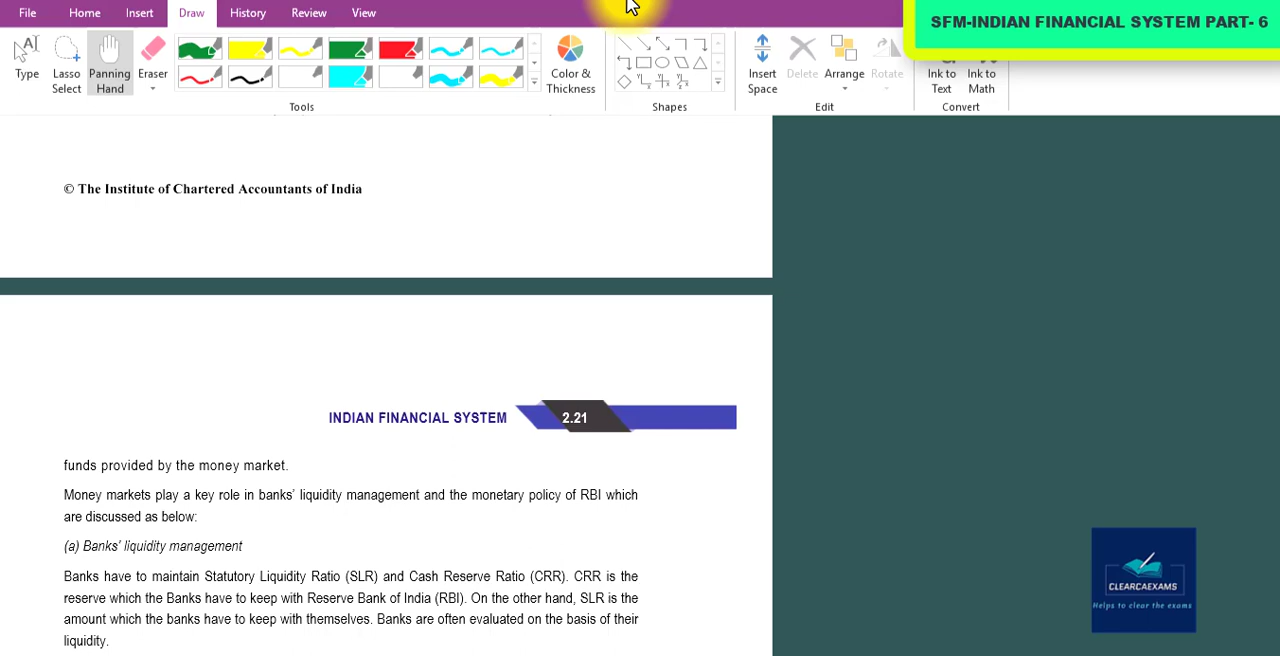 File Home Insert Draw History Review View
SFM-INDIAN FINANCIAL SYSTEM PART- 6
Type
Lasso
Select
Panning
Hand
Eraser
Color &
Thickness
Insert
Space
Delete
Arrange
Rotate
Ink to
Text
Ink to
Math
Tools
Shapes
Edit
Convert
© The Institute of Chartered Accountants of India
INDIAN FINANCIAL SYSTEM 2.21
funds provided by the money market.
Money markets play a key role in banks' liquidity management and the monetary policy of RBI which
are discussed as below:
(a) Banks' liquidity management
Banks have to maintain Statutory Liquidity Ratio (SLR) and Cash Reserve Ratio (CRR). CRR is the
reserve which the Banks have to keep with Reserve Bank of India (RBI). On the other hand, SLR is the
amount which the banks have to keep with themselves. Banks are often evaluated on the basis of their
liquidity.
CLEARCAEXAMS
Helps to clear the exams